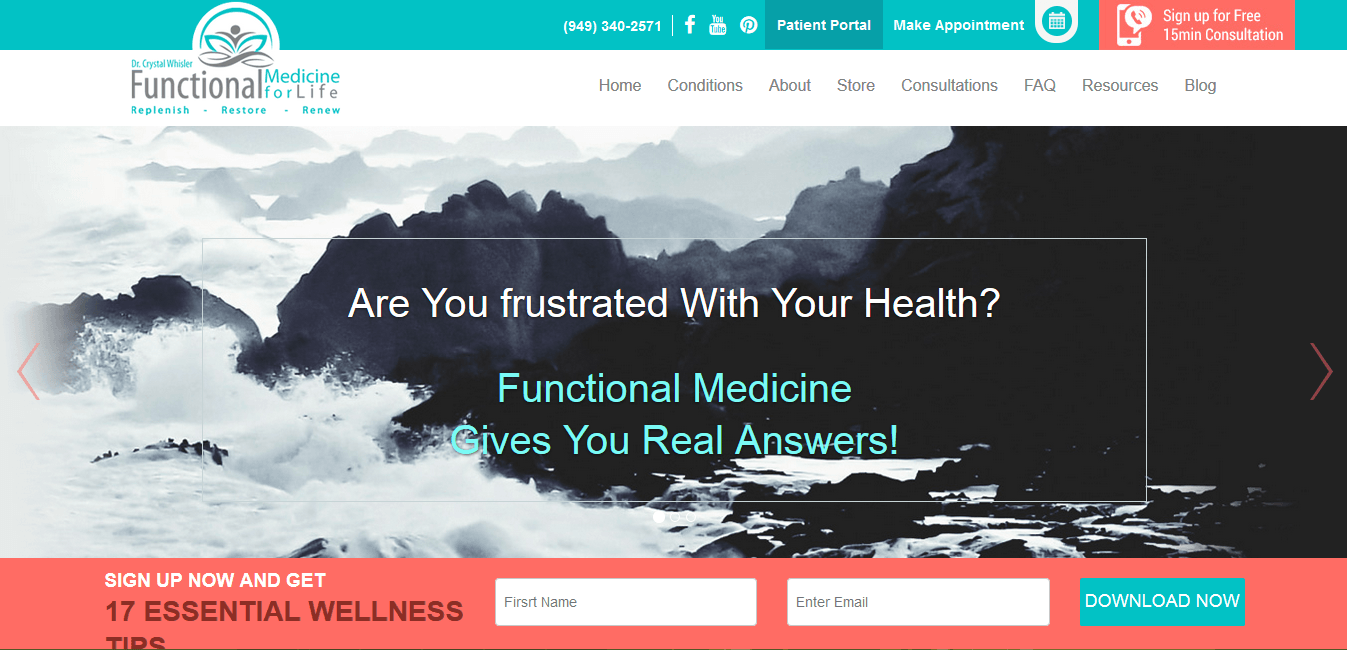 (949) 340-2571
You
Tube
Patient Portal
Make Appointment
Sign up for Free
15min Consultation
Dr. Crystal Whisler
Functional Medicine
for Life
Replenish - Restore - Renew
Home
Conditions
About
Store
Consultations
FAQ
Resources
Blog
Are You frustrated With Your Health?
Functional Medicine
Gives You Real Answers!
SIGN UP NOW AND GET
17 ESSENTIAL WELLNESS
TIPS
Firsrt Name
Enter Email
DOWNLOAD NOW